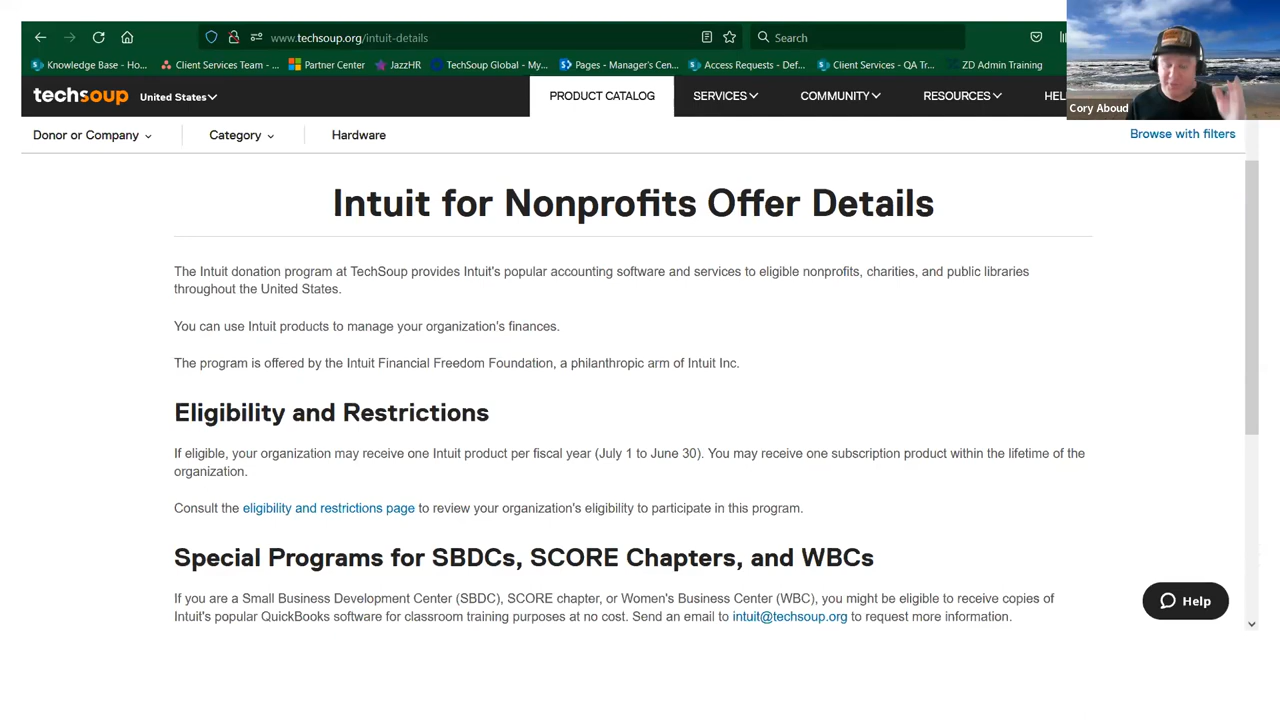 www.techsoup.org/intuit-details
Search
Knowledge Base - Ho...
Client Services Team - ...
Partner Center
JazzHR
TechSoup Global - My...
Pages - Manager's Cen...
Access Requests - Def...
Client Services - QA Tr...
ZD Admin Training
techsoup
United States
PRODUCT CATALOG
SERVICES
COMMUNITY
RESOURCES
HEL
Cory Aboud
Donor or Company
Category
Hardware
Browse with filters
Intuit for Nonprofits Offer Details
The Intuit donation program at TechSoup provides Intuit's popular accounting software and services to eligible nonprofits, charities, and public libraries
throughout the United States.
You can use Intuit products to manage your organization's finances.
The program is offered by the Intuit Financial Freedom Foundation, a philanthropic arm of Intuit Inc.
Eligibility and Restrictions
If eligible, your organization may receive one Intuit product per fiscal year (July 1 to June 30). You may receive one subscription product within the lifetime of the
organization.
Consult the eligibility and restrictions page to review your organization's eligibility to participate in this program.
Special Programs for SBDCs, SCORE Chapters, and WBCs
If you are a Small Business Development Center (SBDC), SCORE chapter, or Women's Business Center (WBC), you might be eligible to receive copies of
Intuit's popular QuickBooks software for classroom training purposes at no cost. Send an email to intuit@techsoup.org to request more information.
Help